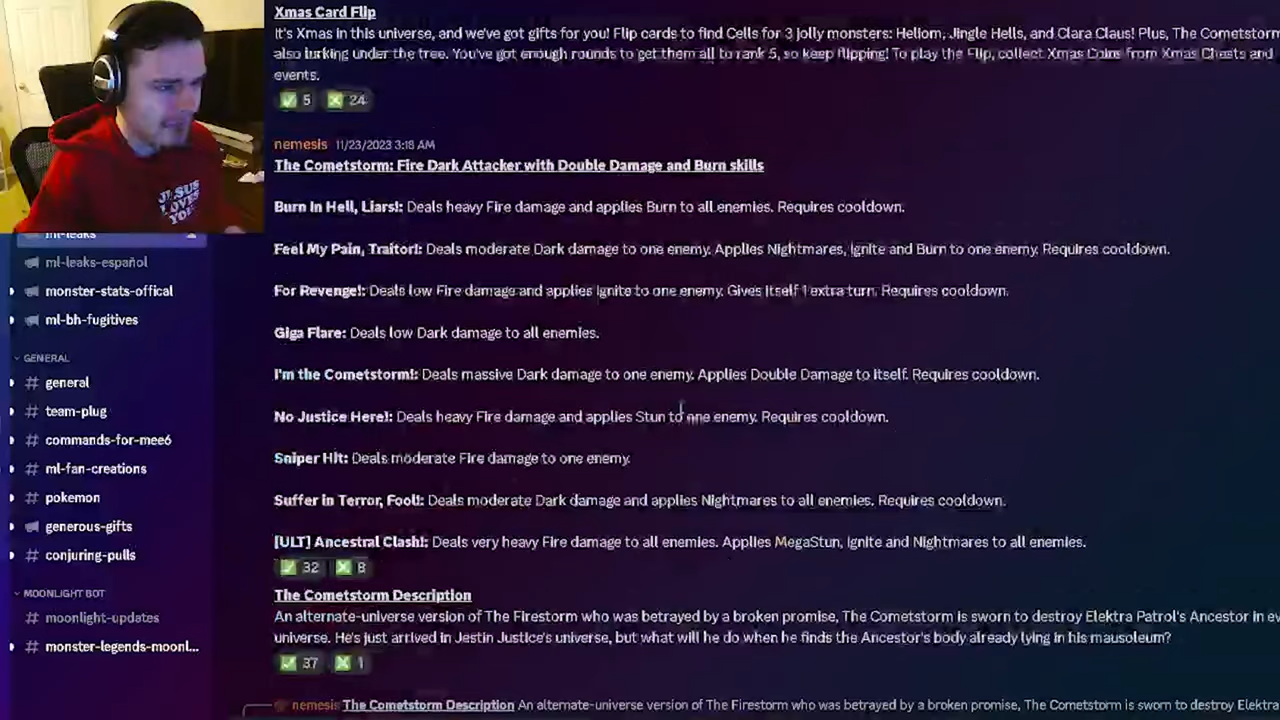 Xmas Card Flip
It's Xmas in this universe, and we've got gifts for you! Flip cards to find Cells for 3 jolly monsters: Heliom, Jingle Hells, and Clara Claus! Plus, The Cometstorm
also lurking under the tree. You've got enough rounds to get them all to rank 5, so keep flipping! To play the Flip, collect Xmas Coins from Xmas Chests and
events.
5 24
nemesis 11/23/2023 3:18 AM
The Cometstorm: Fire Dark Attacker with Double Damage and Burn skills
Burn In Hell, Liars!: Deals heavy Fire damage and applies Burn to all enemies. Requires cooldown.
Feel My Pain, Traitor!: Deals moderate Dark damage to one enemy. Applies Nightmares, Ignite and Burn to one enemy. Requires cooldown.
For Revenge!: Deals low Fire damage and applies Ignite to one enemy. Gives itself 1 extra turn. Requires cooldown.
Giga Flare: Deals low Dark damage to all enemies.
I'm the Cometstorm!: Deals massive Dark damage to one enemy. Applies Double Damage to itself. Requires cooldown.
No Justice Here!: Deals heavy Fire damage and applies Stun to one enemy. Requires cooldown.
Sniper Hit: Deals moderate Fire damage to one enemy.
Suffer in Terror, Fool!: Deals moderate Dark damage and applies Nightmares to all enemies. Requires cooldown.
[ULT] Ancestral Clash!: Deals very heavy Fire damage to all enemies. Applies MegaStun, Ignite and Nightmares to all enemies.
32 8
The Cometstorm Description
An alternate-universe version of The Firestorm who was betrayed by a broken promise, The Cometstorm is sworn to destroy Elektra Patrol's Ancestor in ev
universe. He's just arrived in Jestin Justice's universe, but what will he do when he finds the Ancestor's body already lying in his mausoleum?
37 1
nemesis The Cometstorm Description An alternate-universe version of The Firestorm who was betrayed by a broken promise, The Cometstorm is sworn to destroy Elektra
JESUS
LOVES
YOU
ml-leaks
ml-leaks-español
monster-stats-offical
ml-bh-fugitives
GENERAL
general
team-plug
commands-for-mee6
ml-fan-creations
pokemon
generous-gifts
conjuring-pulls
MOONLIGHT BOT
moonlight-updates
monster-legends-moonl...